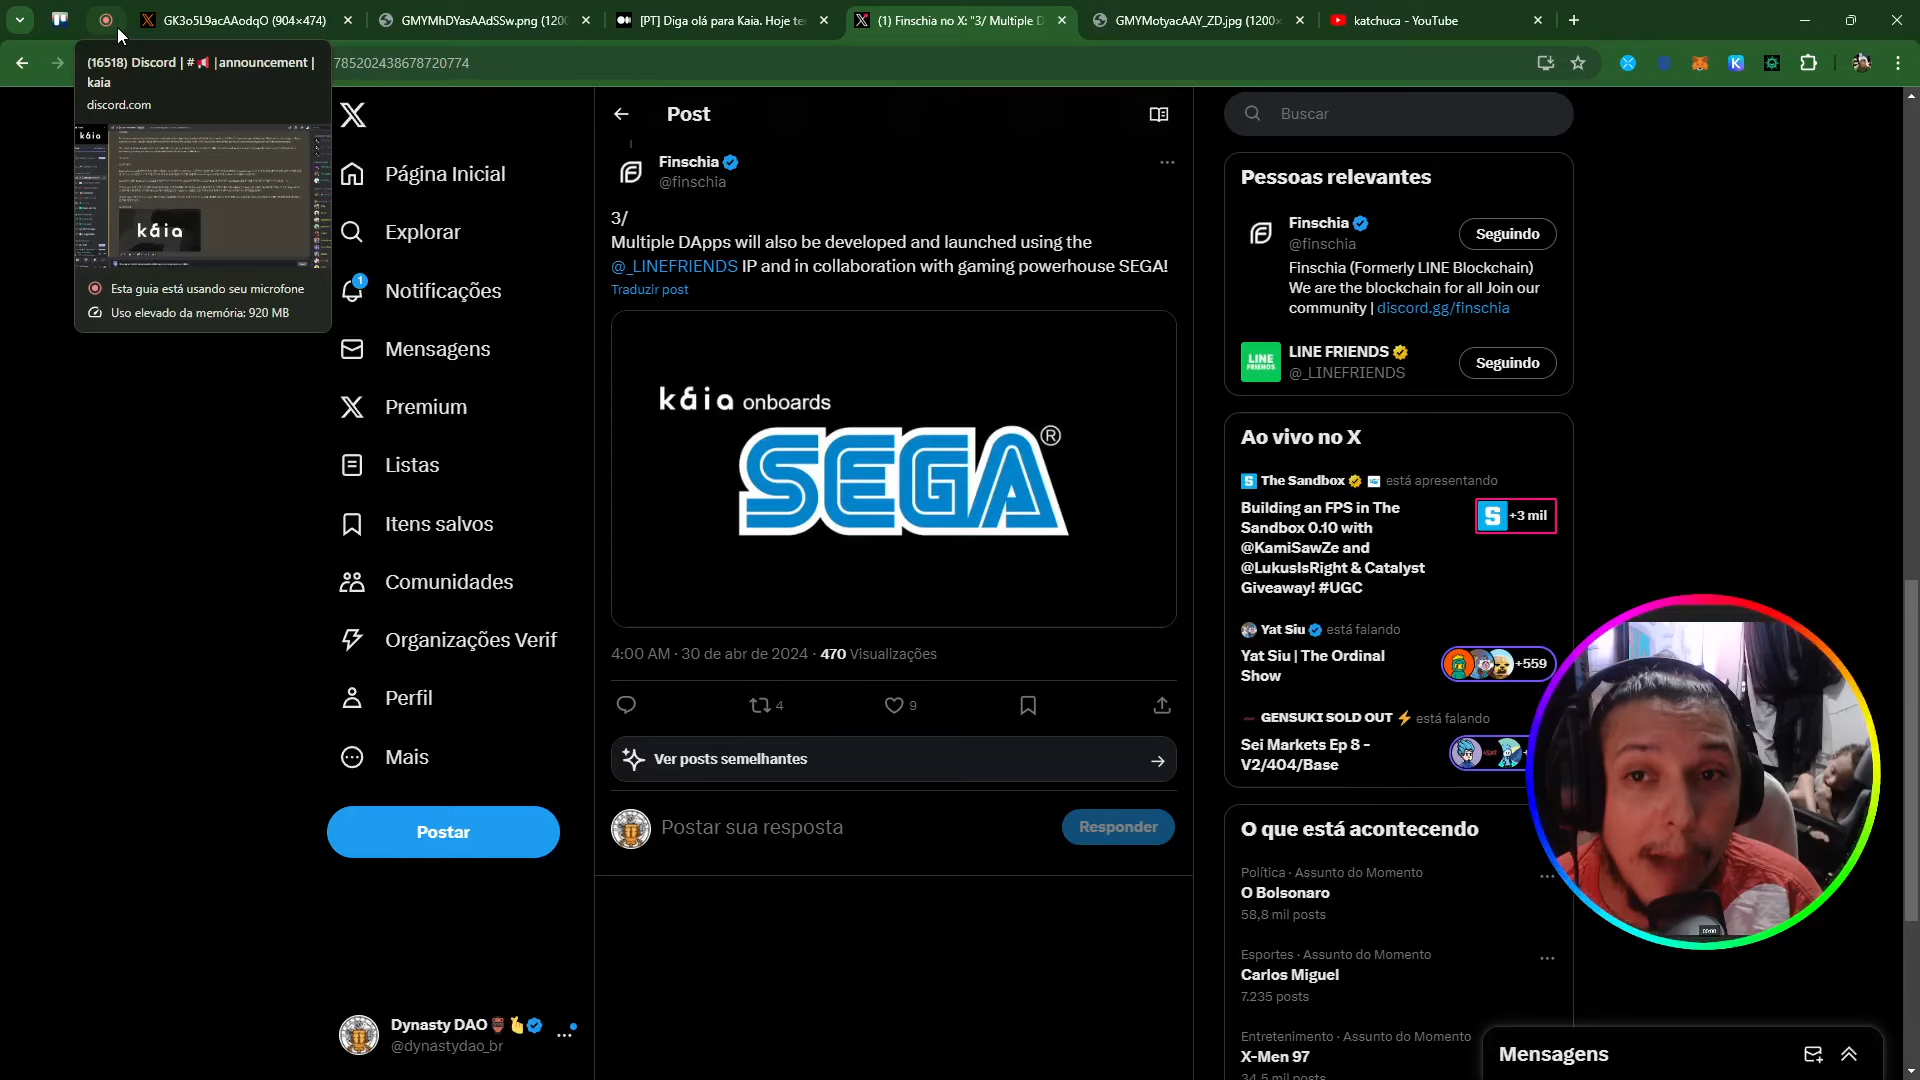 GK3o5L9acAAodqO (904×474)
GMYMhDYasAAdSSw.png (120
[PT] Diga olá para Kaia. Hoje te
(1) Finschia no X: "3/ Multiple D
GMYMotyacAAY_ZD.jpg (1200×
katchuca - YouTube
785202438678720774
(16518) Discord | # |announcement |
kaia
discord.com
kaia
kaia
Esta guia está usando seu microfone
Uso elevado da memória: 920 MB
Página Inicial
Explorar
1
Notificações
Mensagens
Premium
Listas
Itens salvos
Comunidades
Organizações Verif
Perfil
Mais
Postar
Dynasty DAO
@dynastydao_br
Post
Finschia
@finschia
3/
Multiple DApps will also be developed and launched using the
@_LINEFRIENDS IP and in collaboration with gaming powerhouse SEGA!
Traduzir post
kaia onboards
SEGA®
4:00 AM · 30 de abr de 2024 · 470 Visualizações
4
9
Ver posts semelhantes
Postar sua resposta
Responder
Buscar
Pessoas relevantes
Finschia
@finschia
Seguindo
Finschia (Formerly LINE Blockchain)
We are the blockchain for all Join our
community | discord.gg/finschia
LINE FRIENDS
LINE FRIENDS
@_LINEFRIENDS
Seguindo
Ao vivo no X
The Sandbox está apresentando
Building an FPS in The
Sandbox 0.10 with
@KamiSawZe and
@LukusIsRight & Catalyst
Giveaway! #UGC
+3 mil
Yat Siu está falando
Yat Siu | The Ordinal
Show
+559
GENSUKI SOLD OUT está falando
Sei Markets Ep 8 -
V2/404/Base
O que está acontecendo
Política · Assunto do Momento
O Bolsonaro
58,8 mil posts
Esportes · Assunto do Momento
Carlos Miguel
7.235 posts
Entretenimento · Assunto do Momento
X-Men 97
34,5 mil posts
Mensagens